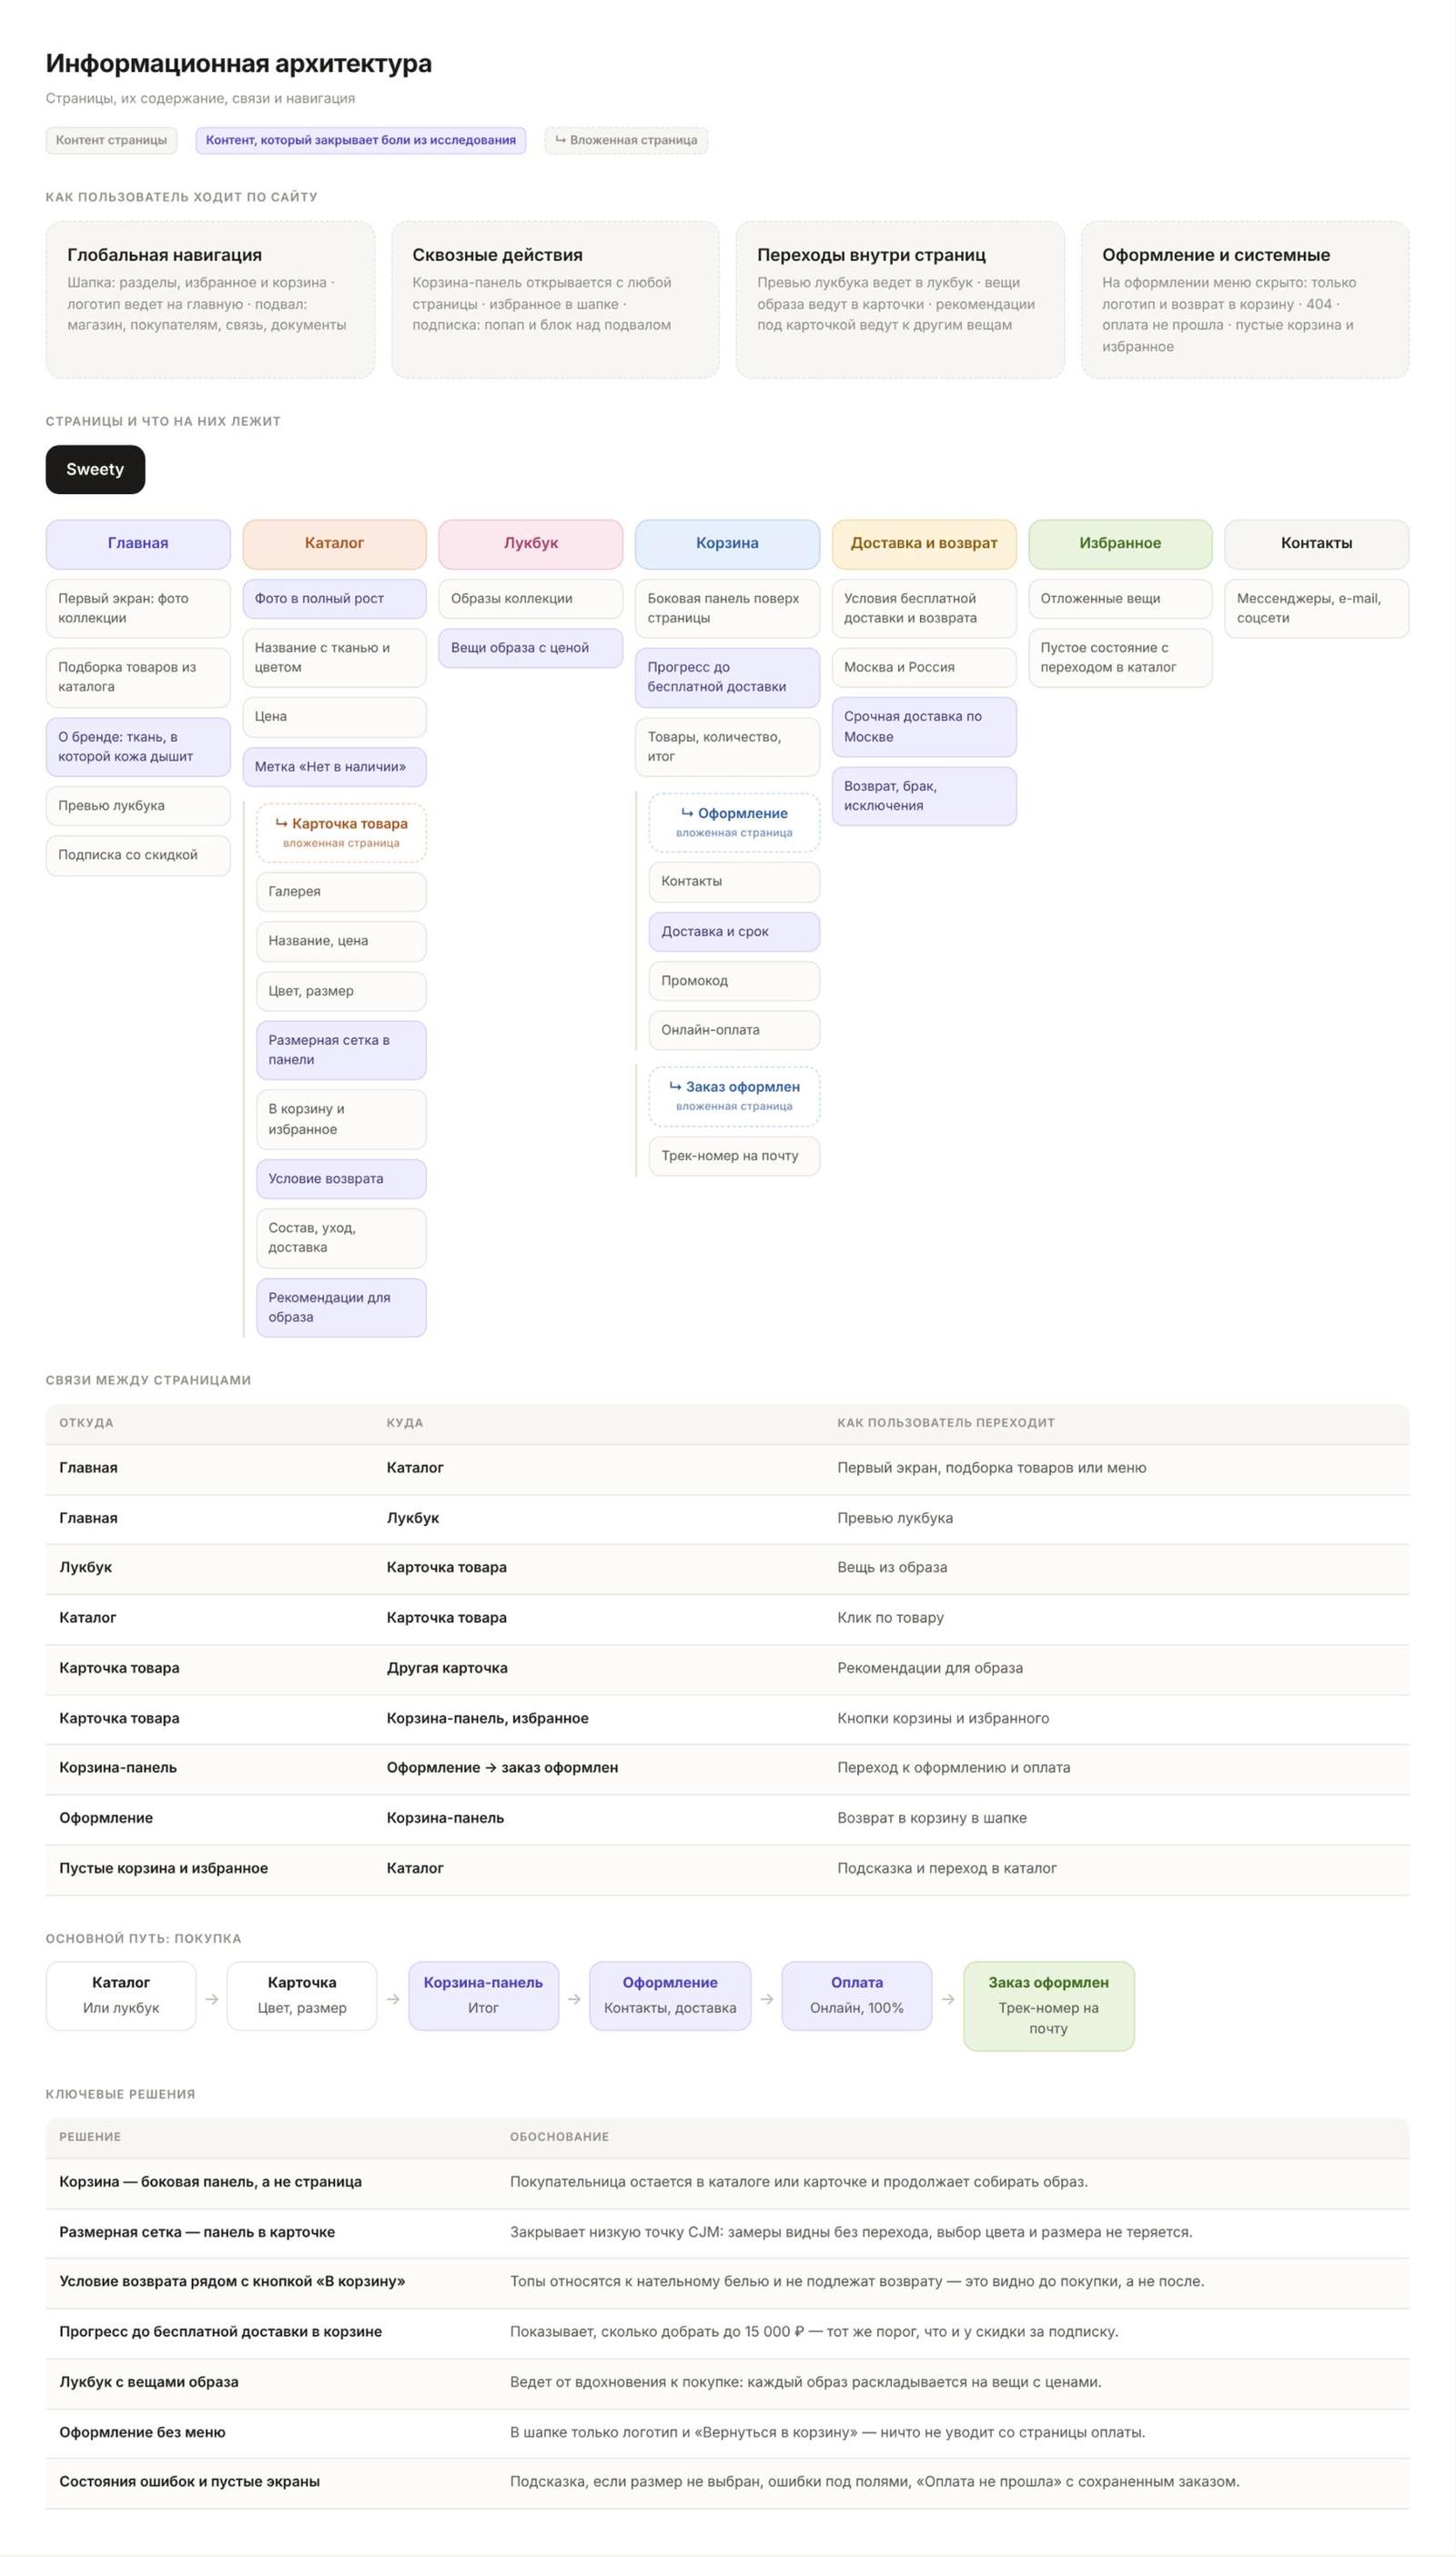 Информационная архитектура
Страницы, их содержание, связи и навигация
Контент страницы
Контент, который закрывает боли из исследования
↳ Вложенная страница
КАК ПОЛЬЗОВАТЕЛЬ ХОДИТ ПО САЙТУ
Глобальная навигация
Шапка: разделы, избранное и корзина ·
логотип ведет на главную · подвал:
магазин, покупателям, связь, документы
Сквозные действия
Корзина-панель открывается с любой
страницы · избранное в шапке ·
подписка: попап и блок над подвалом
Переходы внутри страниц
Превью лукбука ведет в лукбук · вещи
образа ведут в карточки · рекомендации
под карточкой ведут к другим вещам
Оформление и системные
На оформлении меню скрыто: только
логотип и возврат в корзину · 404 ·
оплата не прошла · пустые корзина и
избранное
СТРАНИЦЫ И ЧТО НА НИХ ЛЕЖИТ
Sweety
Главная
Первый экран: фото
коллекции
Подборка товаров из
каталога
О бренде: ткань, в
которой кожа дышит
Превью лукбука
Подписка со скидкой
Каталог
Фото в полный рост
Название с тканью и
цветом
Цена
Метка «Нет в наличии»
↳ Карточка товара
вложенная страница
Галерея
Название, цена
Цвет, размер
Размерная сетка в
панели
В корзину и
избранное
Условие возврата
Состав, уход,
доставка
Рекомендации для
образа
Лукбук
Образы коллекции
Вещи образа с ценой
Корзина
Боковая панель поверх
страницы
Прогресс до
бесплатной доставки
Товары, количество,
итог
↳ Оформление
вложенная страница
Контакты
Доставка и срок
Промокод
Онлайн-оплата
↳ Заказ оформлен
вложенная страница
Трек-номер на почту
Доставка и возврат
Условия бесплатной
доставки и возврата
Москва и Россия
Срочная доставка по
Москве
Возврат, брак,
исключения
Избранное
Отложенные вещи
Пустое состояние с
переходом в каталог
Контакты
Мессенджеры, e-mail,
соцсети
СВЯЗИ МЕЖДУ СТРАНИЦАМИ
ОТКУДА КУДА КАК ПОЛЬЗОВАТЕЛЬ ПЕРЕХОДИТ
Главная Каталог Первый экран, подборка товаров или меню
Главная Лукбук Превью лукбука
Лукбук Карточка товара Вещь из образа
Каталог Карточка товара Клик по товару
Карточка товара Другая карточка Рекомендации для образа
Карточка товара Корзина-панель, избранное Кнопки корзины и избранного
Корзина-панель Оформление → заказ оформлен Переход к оформлению и оплата
Оформление Корзина-панель Возврат в корзину в шапке
Пустые корзина и избранное Каталог Подсказка и переход в каталог
ОСНОВНОЙ ПУТЬ: ПОКУПКА
Каталог
Или лукбук
→
Карточка
Цвет, размер
→
Корзина-панель
Итог
→
Оформление
Контакты, доставка
→
Оплата
Онлайн, 100%
→
Заказ оформлен
Трек-номер на
почту
КЛЮЧЕВЫЕ РЕШЕНИЯ
РЕШЕНИЕ ОБОСНОВАНИЕ
Корзина — боковая панель, а не страница Покупательница остается в каталоге или карточке и продолжает собирать образ.
Размерная сетка — панель в карточке Закрывает низкую точку CJM: замеры видны без перехода, выбор цвета и размера не теряется.
Условие возврата рядом с кнопкой «В корзину» Топы относятся к нательному белью и не подлежат возврату — это видно до покупки, а не после.
Прогресс до бесплатной доставки в корзине Показывает, сколько добрать до 15 000 ₽ — тот же порог, что и у скидки за подписку.
Лукбук с вещами образа Ведет от вдохновения к покупке: каждый образ раскладывается на вещи с ценами.
Оформление без меню В шапке только логотип и «Вернуться в корзину» — ничто не уводит со страницы оплаты.
Состояния ошибок и пустые экраны Подсказка, если размер не выбран, ошибки под полями, «Оплата не прошла» с сохраненным заказом.